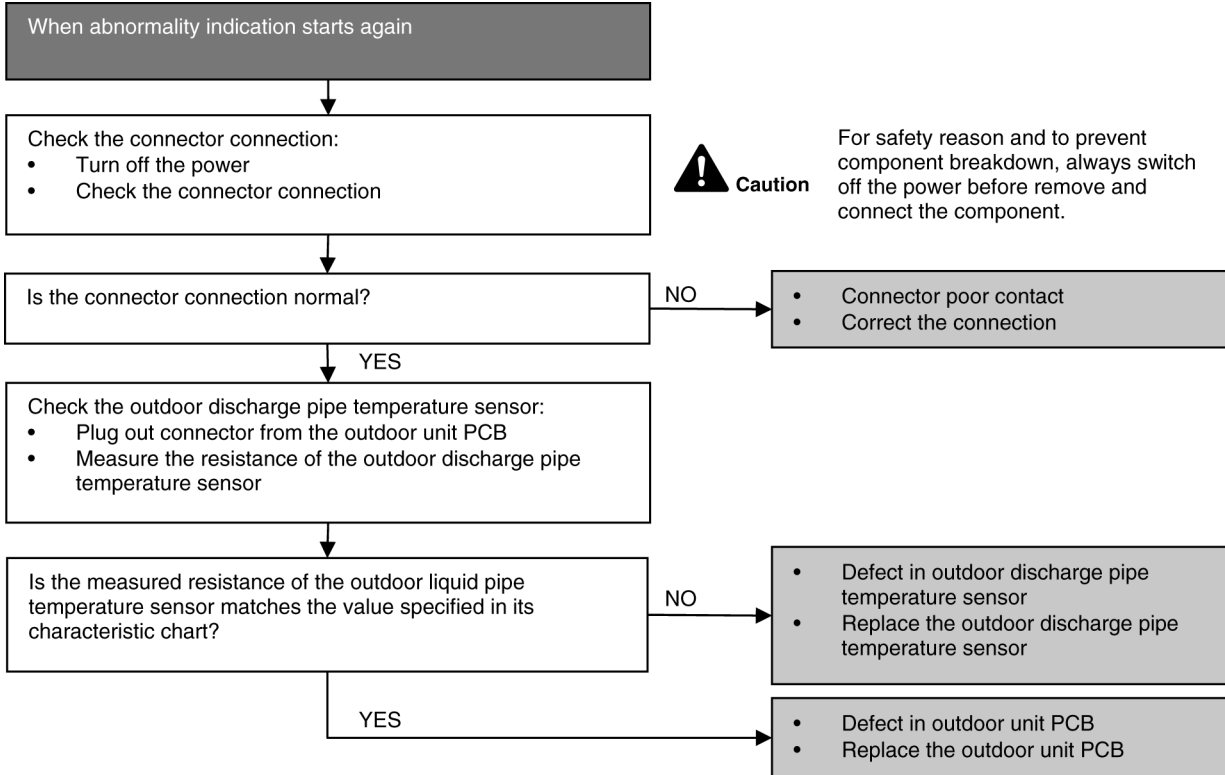 When abnormality indication starts again
Check the connector connection:
• Turn off the power
• Check the connector connection
Caution
For safety reason and to prevent
component breakdown, always switch
off the power before remove and
connect the component.
Is the connector connection normal?
NO
• Connector poor contact
• Correct the connection
YES
Check the outdoor discharge pipe temperature sensor:
• Plug out connector from the outdoor unit PCB
• Measure the resistance of the outdoor discharge pipe
temperature sensor
Is the measured resistance of the outdoor liquid pipe
temperature sensor matches the value specified in its
characteristic chart?
NO
• Defect in outdoor discharge pipe
temperature sensor
• Replace the outdoor discharge pipe
temperature sensor
YES
• Defect in outdoor unit PCB
• Replace the outdoor unit PCB